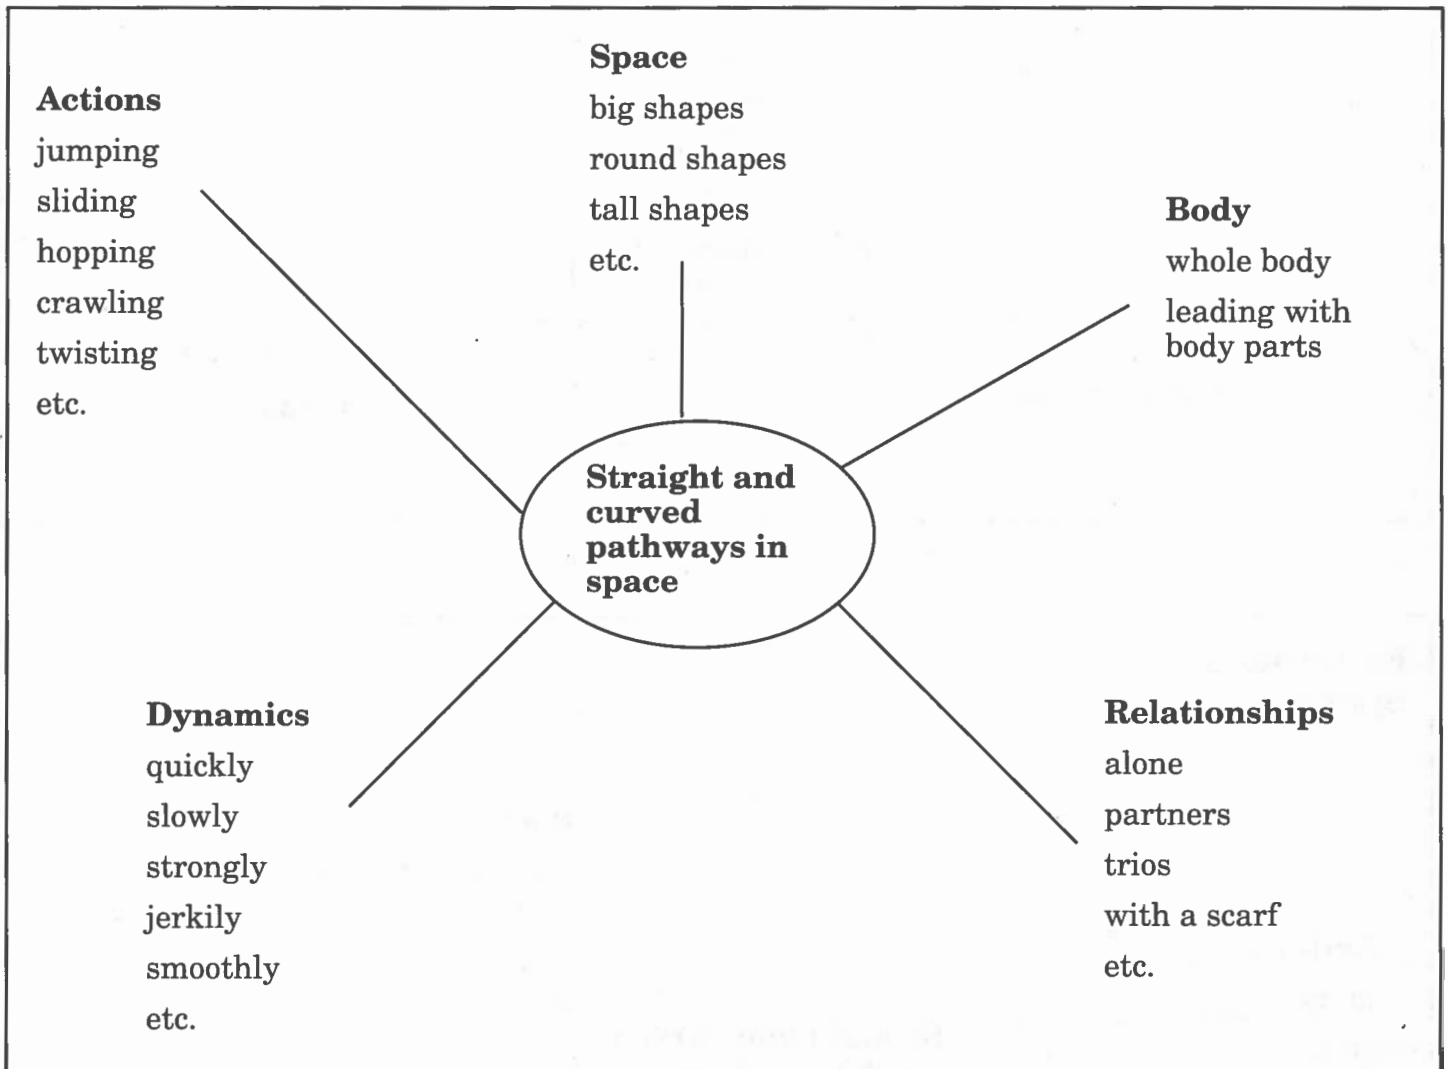 Actions
jumping
sliding
hopping
crawling
twisting
etc.
Space
big shapes
round shapes
tall shapes
etc.
Body
whole body
leading with
body parts
Straight and
curved
pathways in
space
Dynamics
quickly
slowly
strongly
jerkily
smoothly
etc.
Relationships
alone
partners
trios
with a scarf
etc.